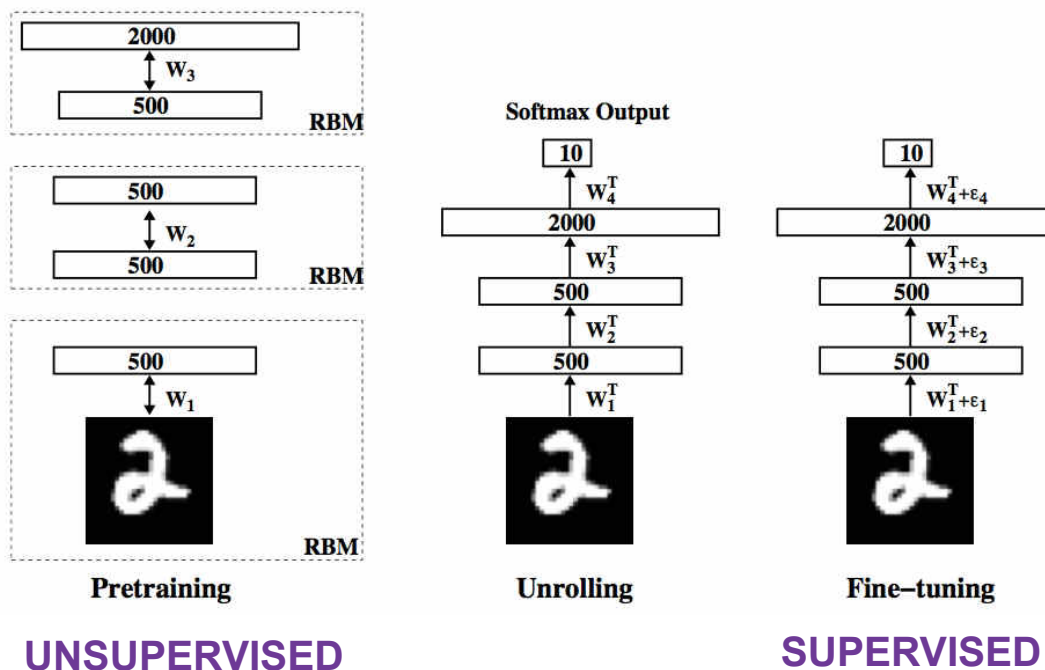 2000
W₃
500
RBM
500
W₂
500
RBM
500
W₁
RBM
Pretraining
UNSUPERVISED
Softmax Output
10
W₄ᵀ
2000
W₃ᵀ
500
W₂ᵀ
500
W₁ᵀ
Unrolling
10
W₄ᵀ+ε₄
2000
W₃ᵀ+ε₃
500
W₂ᵀ+ε₂
500
W₁ᵀ+ε₁
Fine-tuning
SUPERVISED